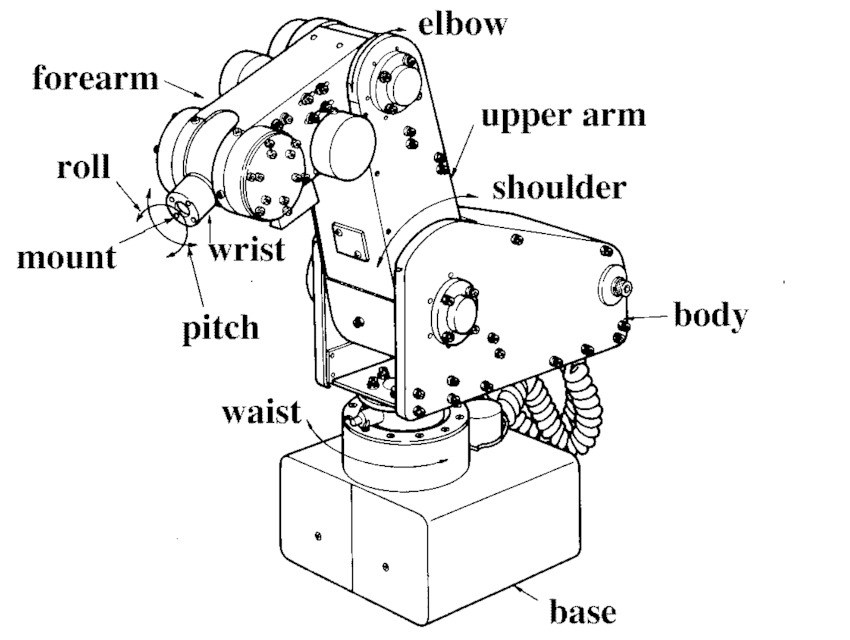 elbow
forearm
upper arm
roll
shoulder
mount
wrist
pitch
body
waist
base